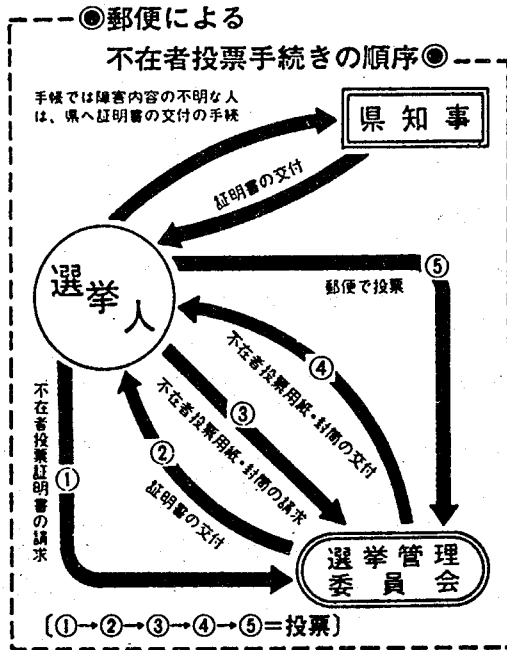 ◉郵便による
不在者投票手続きの順序◉
手帳では障害内容の不明な人
は、県へ証明書の交付の手続
県知事
証明書の交付
選挙人
⑤
郵便で投票
④
不在者投票用紙・封筒の交付
③
不在者投票用紙・封筒の請求
②
証明書の交付
①
不在者投票証明書の請求
選挙管理
委員会
〔①→②→③→④→⑤=投票〕